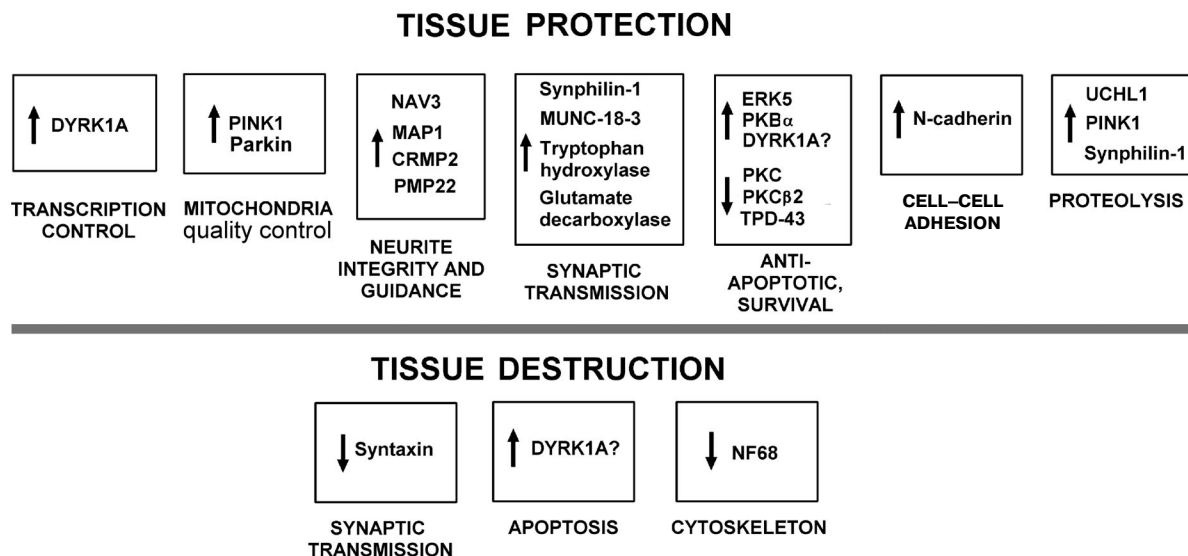 TISSUE PROTECTION
DYRK1A
TRANSCRIPTION
CONTROL
PINK1
Parkin
MITOCHONDRIA
quality control
NAV3
MAP1
CRMP2
PMP22
NEURITE
INTEGRITY AND
GUIDANCE
Synphilin-1
MUNC-18-3
Tryptophan
hydroxylase
Glutamate
decarboxylase
SYNAPTIC
TRANSMISSION
ERK5
PKBα
DYRK1A?
PKC
PKCβ2
TPD-43
ANTI-
APOPTOTIC,
SURVIVAL
N-cadherin
CELL–CELL
ADHESION
UCHL1
PINK1
Synphilin-1
PROTEOLYSIS
TISSUE DESTRUCTION
Syntaxin
SYNAPTIC
TRANSMISSION
DYRK1A?
APOPTOSIS
NF68
CYTOSKELETON